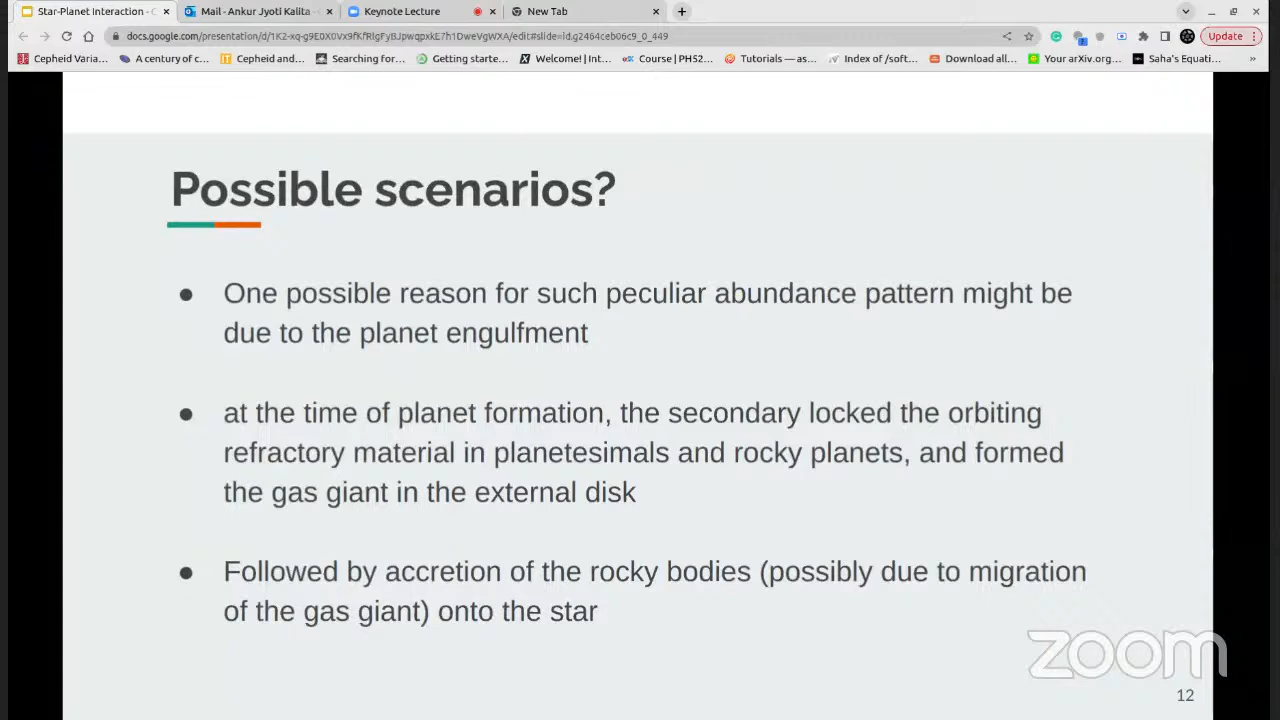 Star-Planet Interaction - G
Mail - Ankur Jyoti Kalita -
Keynote Lecture
New Tab
Update
Cepheid Varia...
A century of c...
Cepheid and...
Searching for...
Getting starte...
Welcome! | Int...
Course | PH52...
Tutorials — as...
Index of /soft...
Download all...
Your arXiv.org...
Saha's Equati...
Possible scenarios?
One possible reason for such peculiar abundance pattern might be
due to the planet engulfment
at the time of planet formation, the secondary locked the orbiting
refractory material in planetesimals and rocky planets, and formed
the gas giant in the external disk
Followed by accretion of the rocky bodies (possibly due to migration
of the gas giant) onto the star
zoom
12